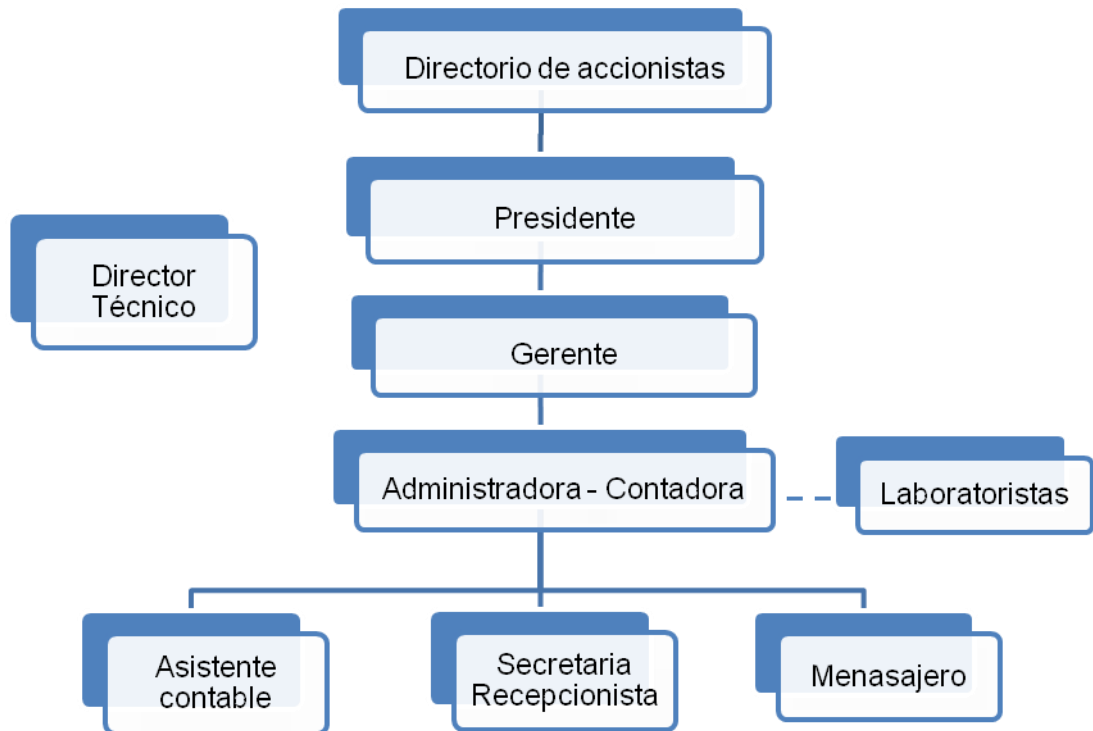 Directorio de accionistas
Presidente
Director
Técnico
Gerente
Administradora - Contadora
Laboratoristas
Asistente
contable
Secretaria
Recepcionista
Menasajero